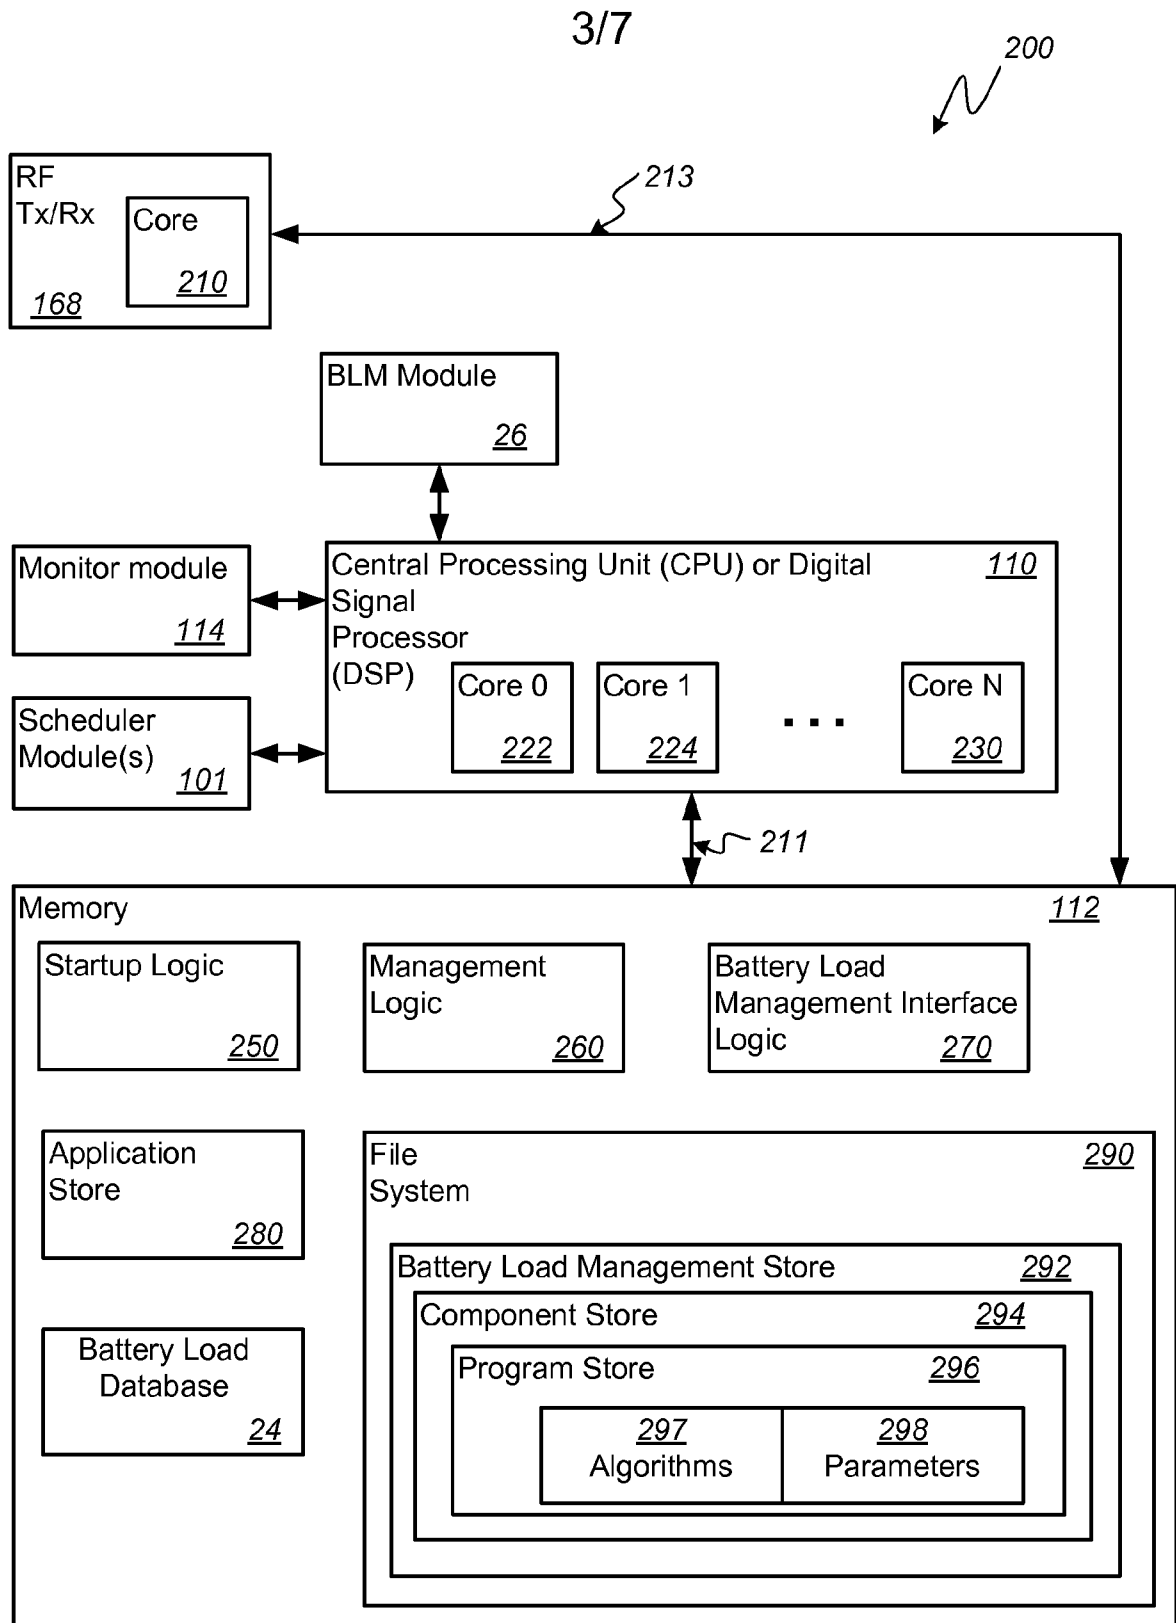 3/7
200
RF
Tx/Rx
168
Core
210
213
BLM Module
26
Monitor module
114
Scheduler
Module(s)
101
Central Processing Unit (CPU) or Digital
Signal
Processor
(DSP)
110
Core 0
222
Core 1
224
...
Core N
230
211
Memory
112
Startup Logic
250
Management
Logic
260
Battery Load
Management Interface
Logic
270
Application
Store
280
File
System
290
Battery Load Management Store
292
Component Store
294
Program Store
296
297
Algorithms
298
Parameters
Battery Load
Database
24